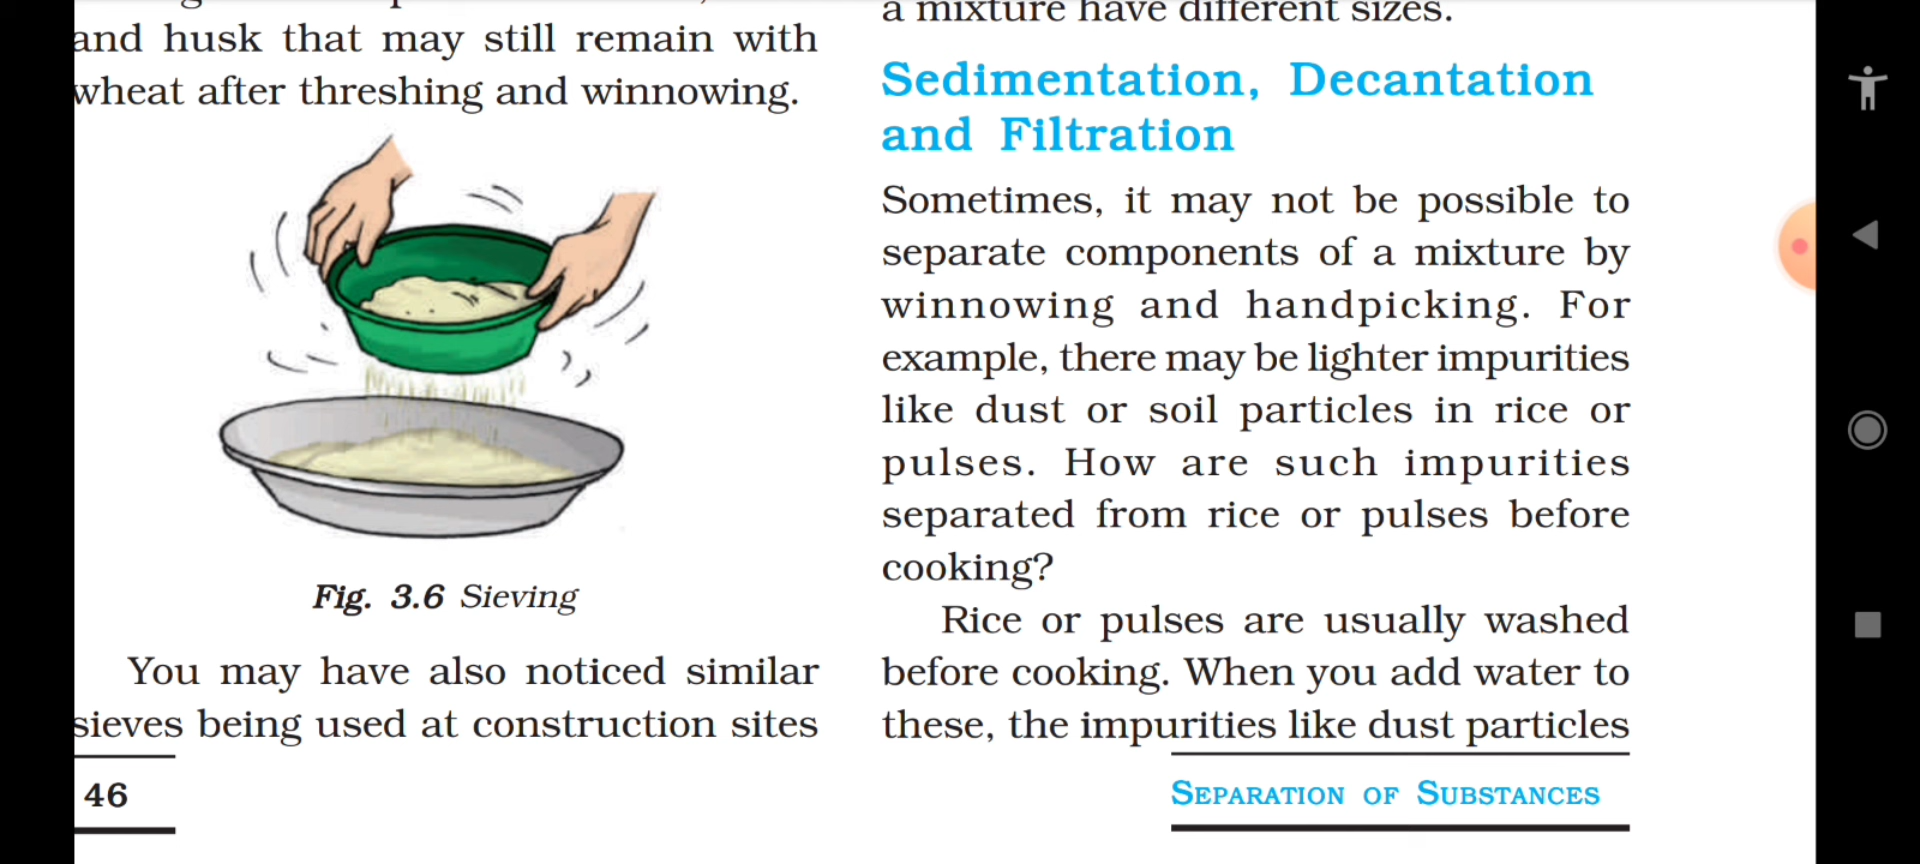 and husk that may still remain with
wheat after threshing and winnowing.
Fig. 3.6 Sieving
You may have also noticed similar
sieves being used at construction sites
46
a mixture have different sizes.
Sedimentation, Decantation
and Filtration
Sometimes, it may not be possible to
separate components of a mixture by
winnowing and handpicking. For
example, there may be lighter impurities
like dust or soil particles in rice or
pulses. How are such impurities
separated from rice or pulses before
cooking?
Rice or pulses are usually washed
before cooking. When you add water to
these, the impurities like dust particles
SEPARATION OF SUBSTANCES